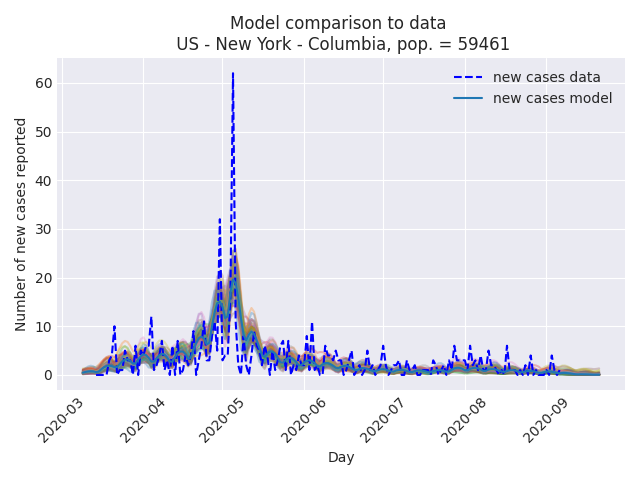 Model comparison to data
US - New York - Columbia, pop. = 59461
new cases data
new cases model
Number of new cases reported
60
50
40
30
20
10
0
2020-03
2020-04
2020-05
2020-06
2020-07
2020-08
2020-09
Day